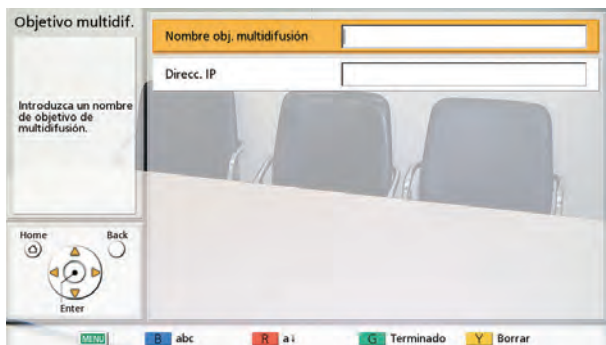 Objetivo multidif.
Nombre obj. multidifusión
Direcc. IP
Introduzca un nombre
de objetivo de
multidifusión.
Home
Back
Enter
MENU
B abc
R a↓
G Terminado
Y Borrar